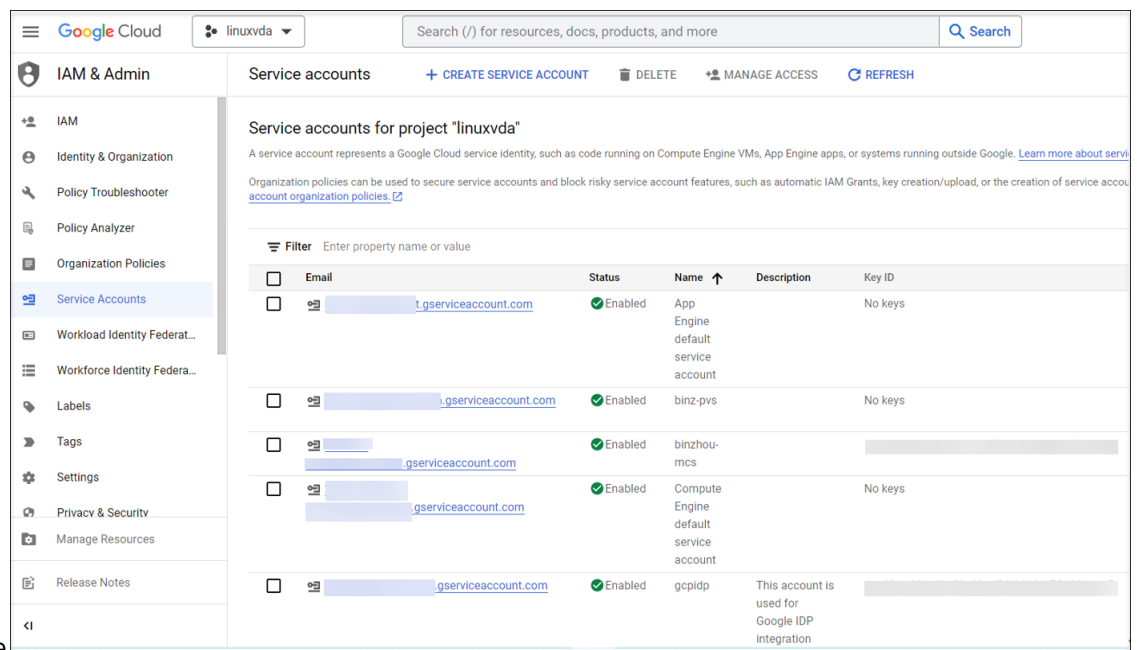 Google Cloud
linuxvda
Search (/) for resources, docs, products, and more
Search
IAM & Admin
Service accounts
+ CREATE SERVICE ACCOUNT
DELETE
MANAGE ACCESS
REFRESH
IAM
Identity & Organization
Policy Troubleshooter
Policy Analyzer
Organization Policies
Service Accounts
Workload Identity Federat...
Workforce Identity Federa...
Labels
Tags
Settings
Privacy & Security
Manage Resources
Release Notes
Service accounts for project "linuxvda"
A service account represents a Google Cloud service identity, such as code running on Compute Engine VMs, App Engine apps, or systems running outside Google. Learn more about servi
Organization policies can be used to secure service accounts and block risky service account features, such as automatic IAM Grants, key creation/upload, or the creation of service accou
account organization policies.
Filter Enter property name or value
Email Status Name Description Key ID
t.gserviceaccount.com Enabled App No keys
Engine
default
service
account
.gserviceaccount.com Enabled binz-pvs No keys
Enabled binzhou-
.gserviceaccount.com mcs
Enabled Compute No keys
.gserviceaccount.com Engine
default
service
account
.gserviceaccount.com Enabled gcpidp This account is
used for
Google IDP
integration